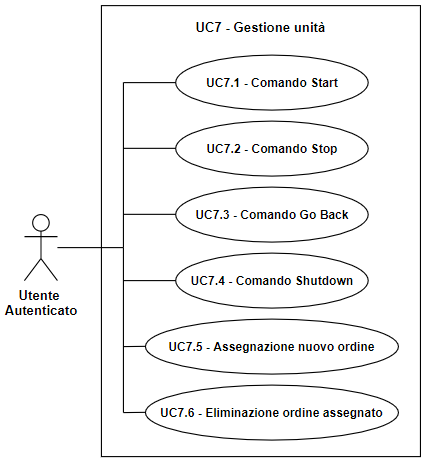 UC7 - Gestione unità
UC7.1 - Comando Start
UC7.2 - Comando Stop
UC7.3 - Comando Go Back
UC7.4 - Comando Shutdown
Utente
Autenticato
UC7.5 - Assegnazione nuovo ordine
UC7.6 - Eliminazione ordine assegnato